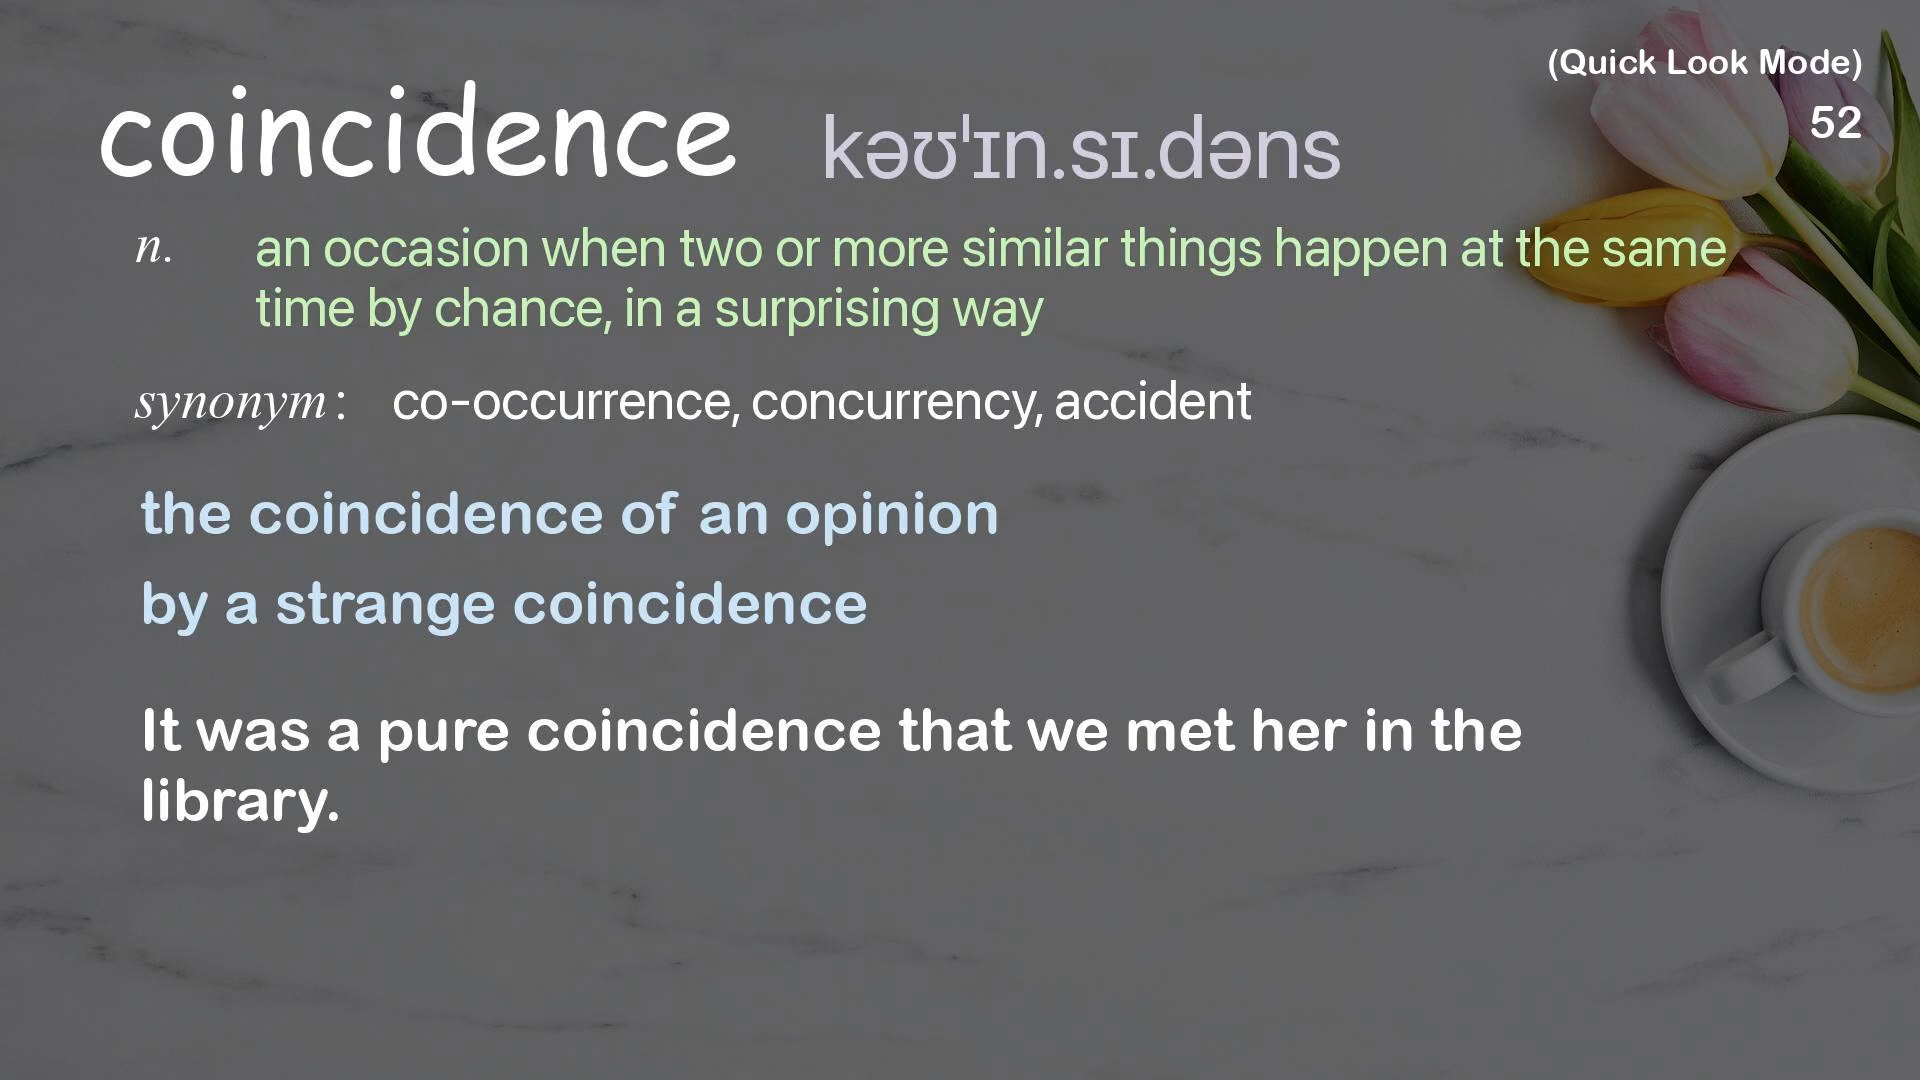 (Quick Look Mode)
52
coincidence kəʊˈɪn.sɪ.dəns
n. an occasion when two or more similar things happen at the same
time by chance, in a surprising way
synonym: co-occurrence, concurrency, accident
the coincidence of an opinion
by a strange coincidence
It was a pure coincidence that we met her in the
library.